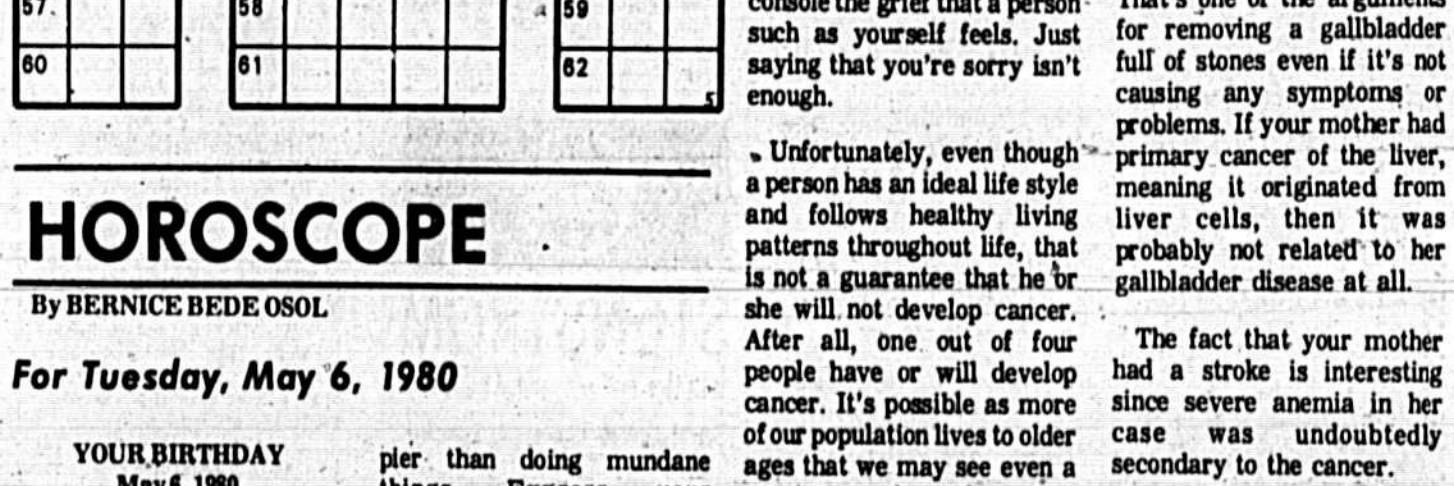 57
58
59
60
61
62
5
HOROSCOPE
By BERNICE BEDE OSOL
For Tuesday, May 6, 1980
YOUR BIRTHDAY
May 6, 1980
pier than doing mundane
console the grief that a person
such as yourself feels. Just
saying that you're sorry isn't
enough.
Unfortunately, even though
a person has an ideal life style
and follows healthy living
patterns throughout life, that
is not a guarantee that he or
she will not develop cancer.
After all, one out of four
people have or will develop
cancer. It's possible as more
of our population lives to older
ages that we may see even a
That's one of the arguments
for removing a gallbladder
full of stones even if it's not
causing any symptoms or
problems. If your mother had
primary cancer of the liver,
meaning it originated from
liver cells, then it was
probably not related to her
gallbladder disease at all.
The fact that your mother
had a stroke is interesting
since severe anemia in her
case was undoubtedly
secondary to the cancer.